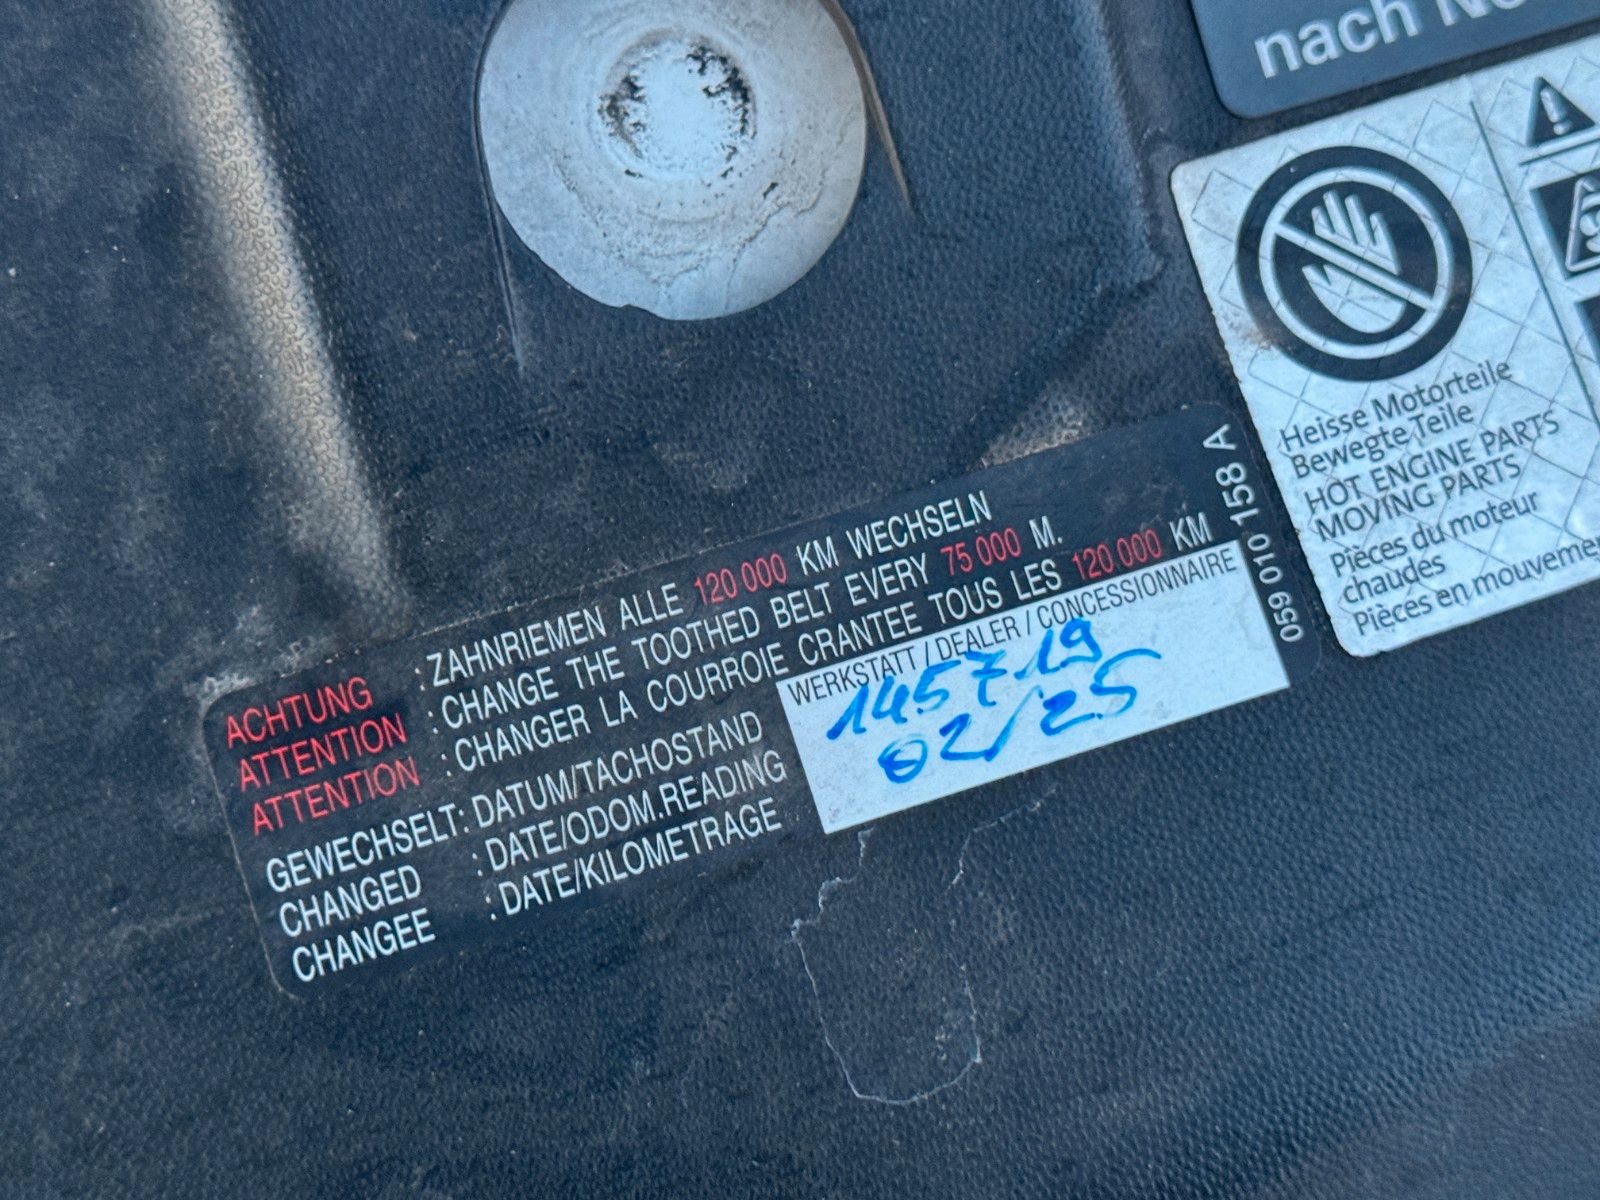 nach
Heisse Motorteile
Bewegte Teile
HOT ENGINE PARTS
MOVING PARTS
Pièces du moteur
chaudes
Pièces en
059 010 158 A
ACHTUNG : ZAHNRIEMEN ALLE 120 000 KM WECHSELN
ATTENTION : CHANGE THE TOOTHED BELT EVERY 75 000 M.
ATTENTION : CHANGER LA COURROIE CRANTEE TOUS LES 120.000 KM
WERKSTATT / DEALER / CONCESSIONNAIRE
145719
02/25
GEWECHSELT: DATUM/TACHOSTAND
CHANGED : DATE/ODOM.READING
CHANGEE : DATE/KILOMETRAGE